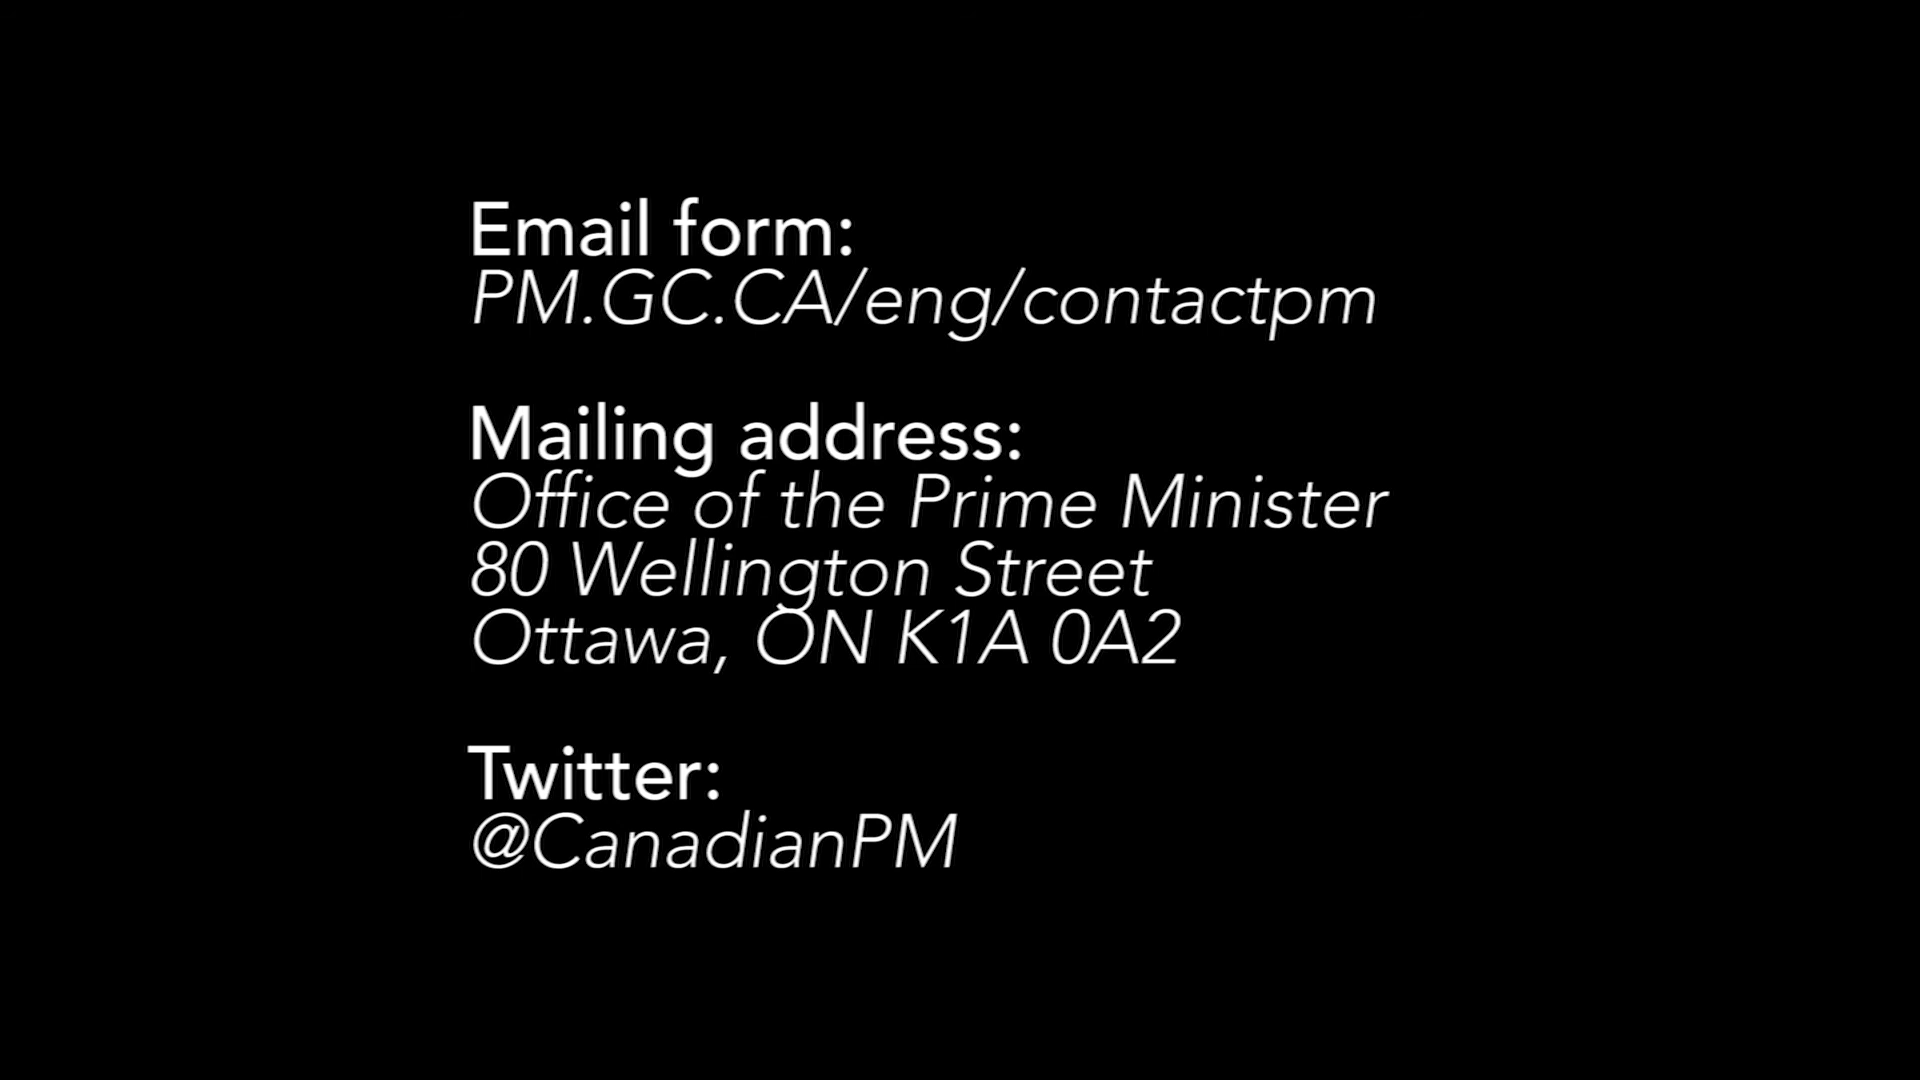 Email form:
PM.GC.CA/eng/contactpm
Mailing address:
Office of the Prime Minister
80 Wellington Street
Ottawa, ON K1A 0A2
Twitter:
@CanadianPM